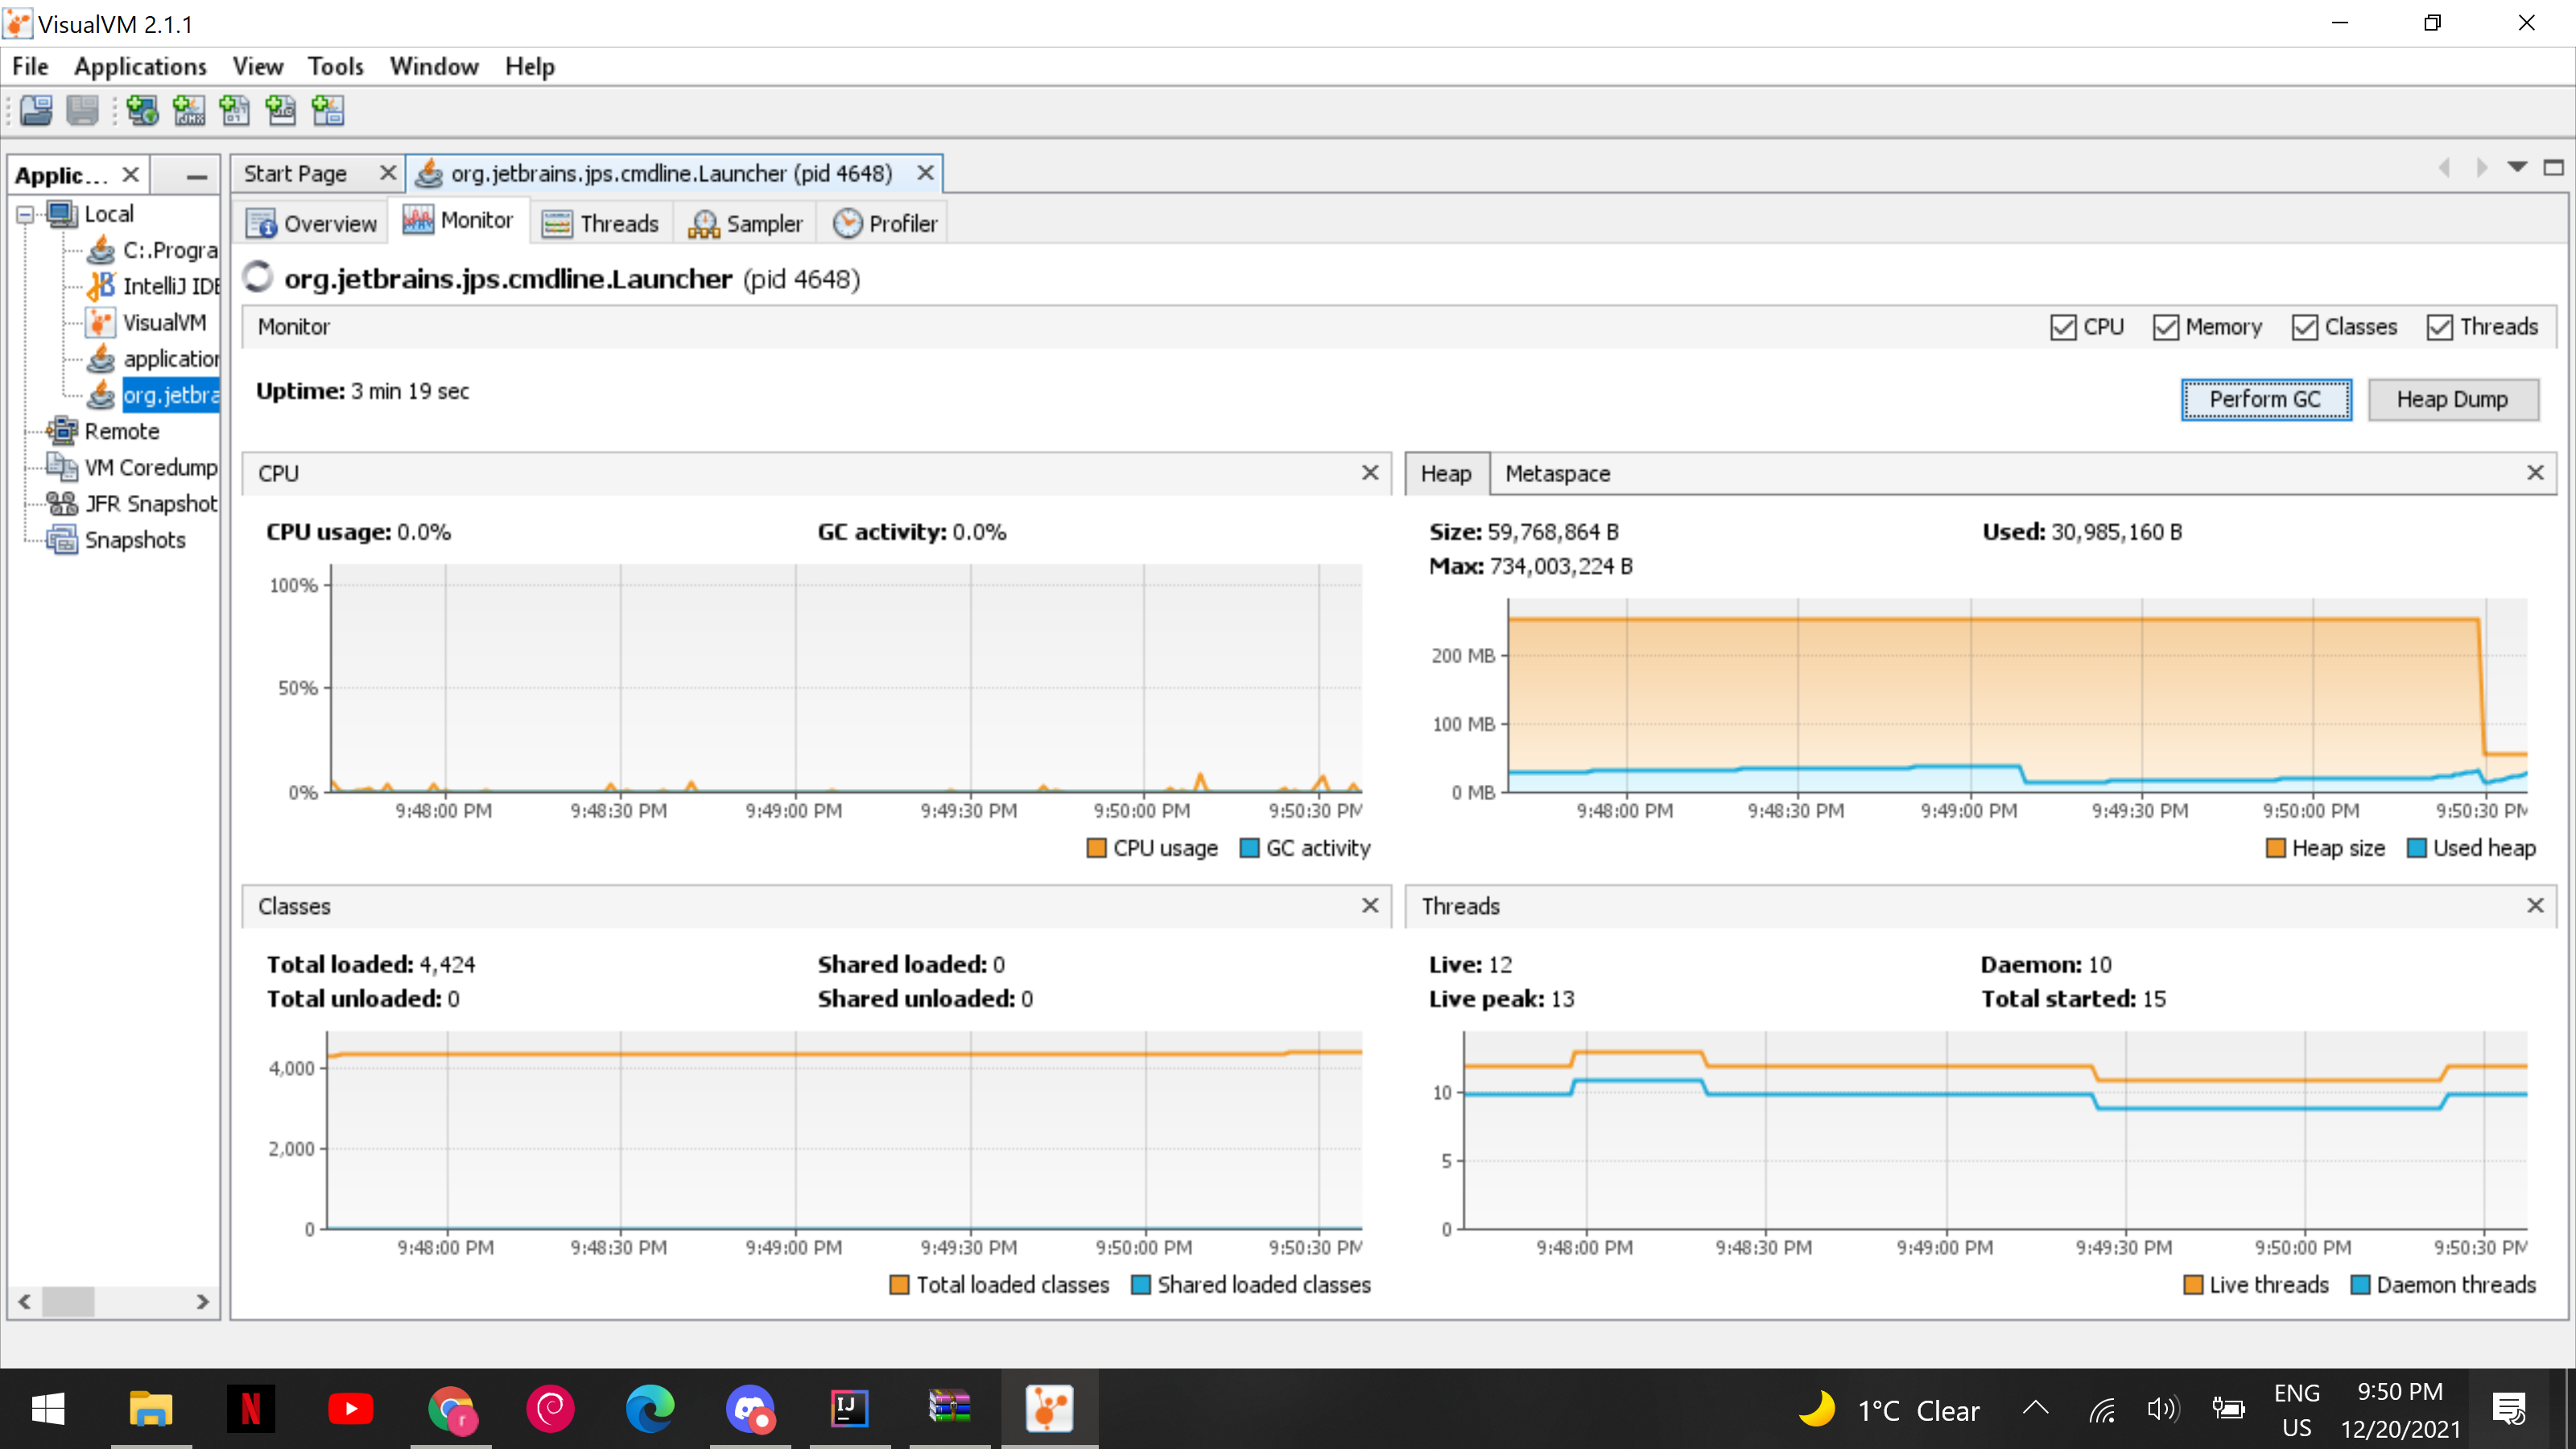 VisualVM 2.1.1
File Applications View Tools Window Help
Applic...
Local
C:.Progra
IntelliJ IDE
VisualVM
application
org.jetbra
Remote
VM Coredump
JFR Snapshot
Snapshots
Start Page org.jetbrains.jps.cmdline.Launcher (pid 4648)
Overview Monitor Threads Sampler Profiler
org.jetbrains.jps.cmdline.Launcher (pid 4648)
Monitor CPU Memory Classes Threads
Uptime: 3 min 19 sec
Perform GC Heap Dump
CPU
CPU usage: 0.0% GC activity: 0.0%
100%
50%
0%
9:48:00 PM 9:48:30 PM 9:49:00 PM 9:49:30 PM 9:50:00 PM 9:50:30 PM
CPU usage GC activity
Heap Metaspace
Size: 59,768,864 B Used: 30,985,160 B
Max: 734,003,224 B
200 MB
100 MB
0 MB
9:48:00 PM 9:48:30 PM 9:49:00 PM 9:49:30 PM 9:50:00 PM 9:50:30 PM
Heap size Used heap
Classes
Total loaded: 4,424 Shared loaded: 0
Total unloaded: 0 Shared unloaded: 0
4,000
2,000
0
9:48:00 PM 9:48:30 PM 9:49:00 PM 9:49:30 PM 9:50:00 PM 9:50:30 PM
Total loaded classes Shared loaded classes
Threads
Live: 12 Daemon: 10
Live peak: 13 Total started: 15
10
5
0
9:48:00 PM 9:48:30 PM 9:49:00 PM 9:49:30 PM 9:50:00 PM 9:50:30 PM
Live threads Daemon threads
N
r
IJ
1°C Clear
ENG
US
9:50 PM
12/20/2021